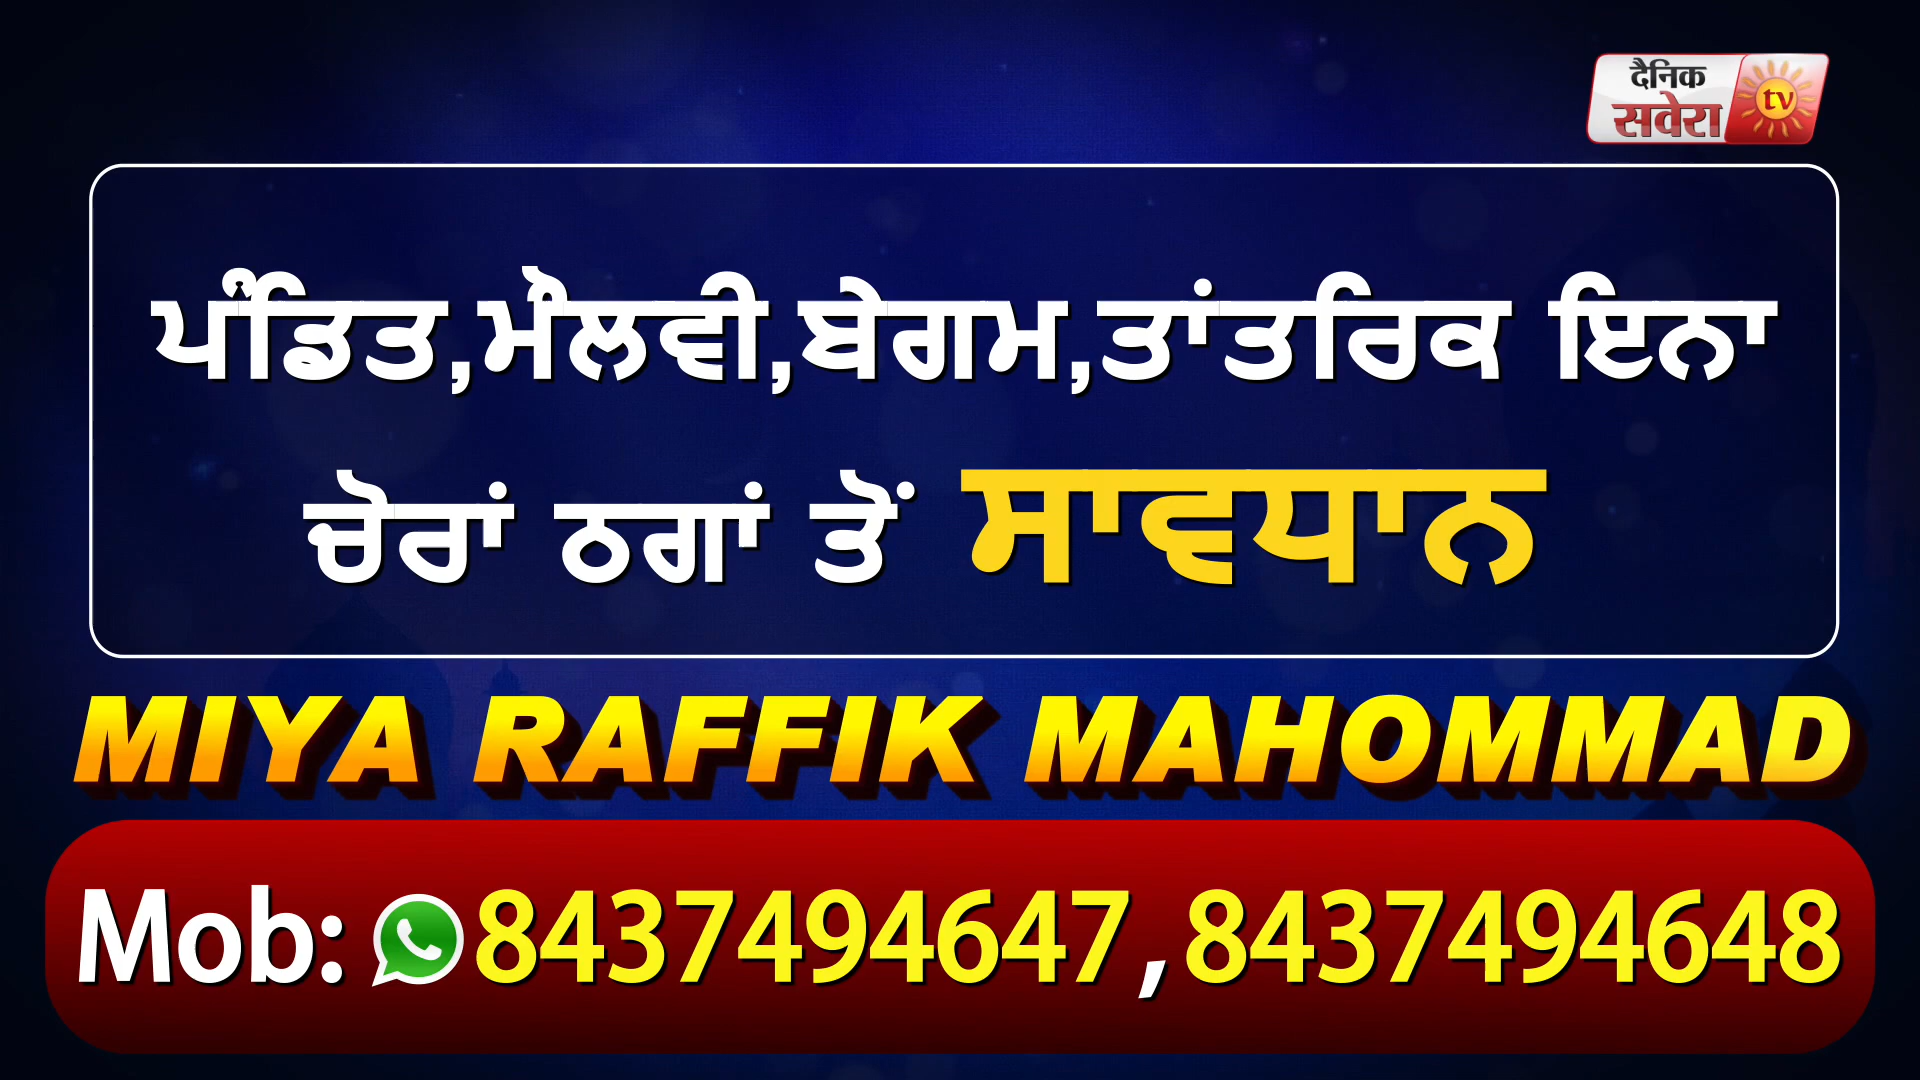 दैनिक
सवेरा tv
ਪੰਡਿਤ,ਮੌਲਵੀ,ਬੇਗਮ,ਤਾਂਤਰਿਕ ਇਨਾ
ਚੋਰਾਂ ਠਗਾਂ ਤੋਂ ਸਾਵਧਾਨ
MIYA RAFFIK MAHOMMAD
Mob: 8437494647, 8437494648